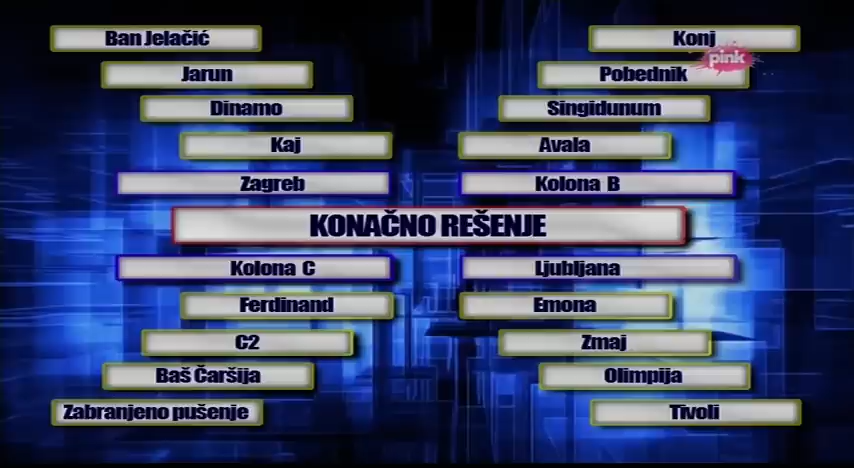 Ban Jelačić
Konj
pink
Jarun
Pobednik
Dinamo
Singidunum
Kaj
Avala
Zagreb
Kolona B
KONAČNO REŠENJE
Kolona C
Ljubljana
Ferdinand
Emona
C2
Zmaj
Baš Čaršija
Olimpija
Zabranjeno pušenje
Tivoli